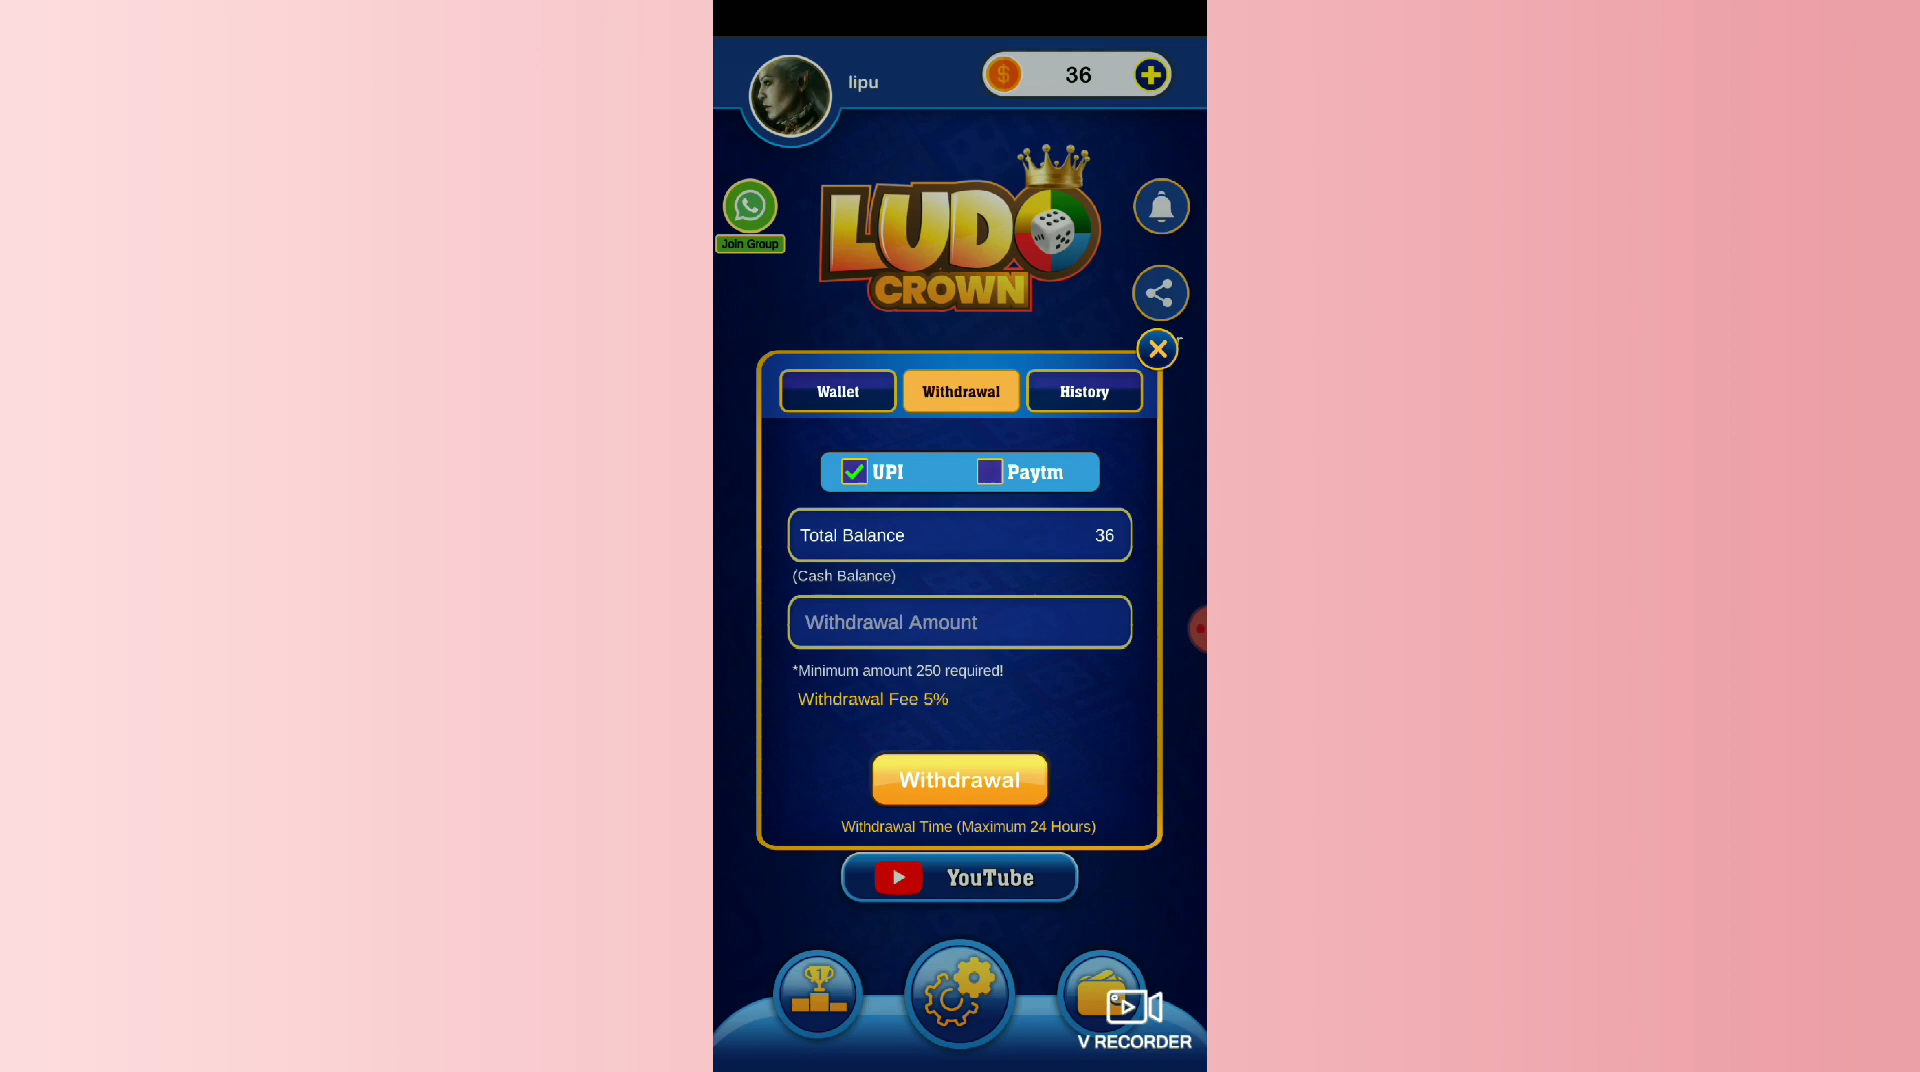 lipu
$ 36
Join Group
LUDO
CROWN
Wallet Withdrawal History
UPI Paytm
Total Balance 36
(Cash Balance)
Withdrawal Amount
*Minimum amount 250 required!
Withdrawal Fee 5%
Withdrawal
Withdrawal Time (Maximum 24 Hours)
YouTube
1
V RECORDER